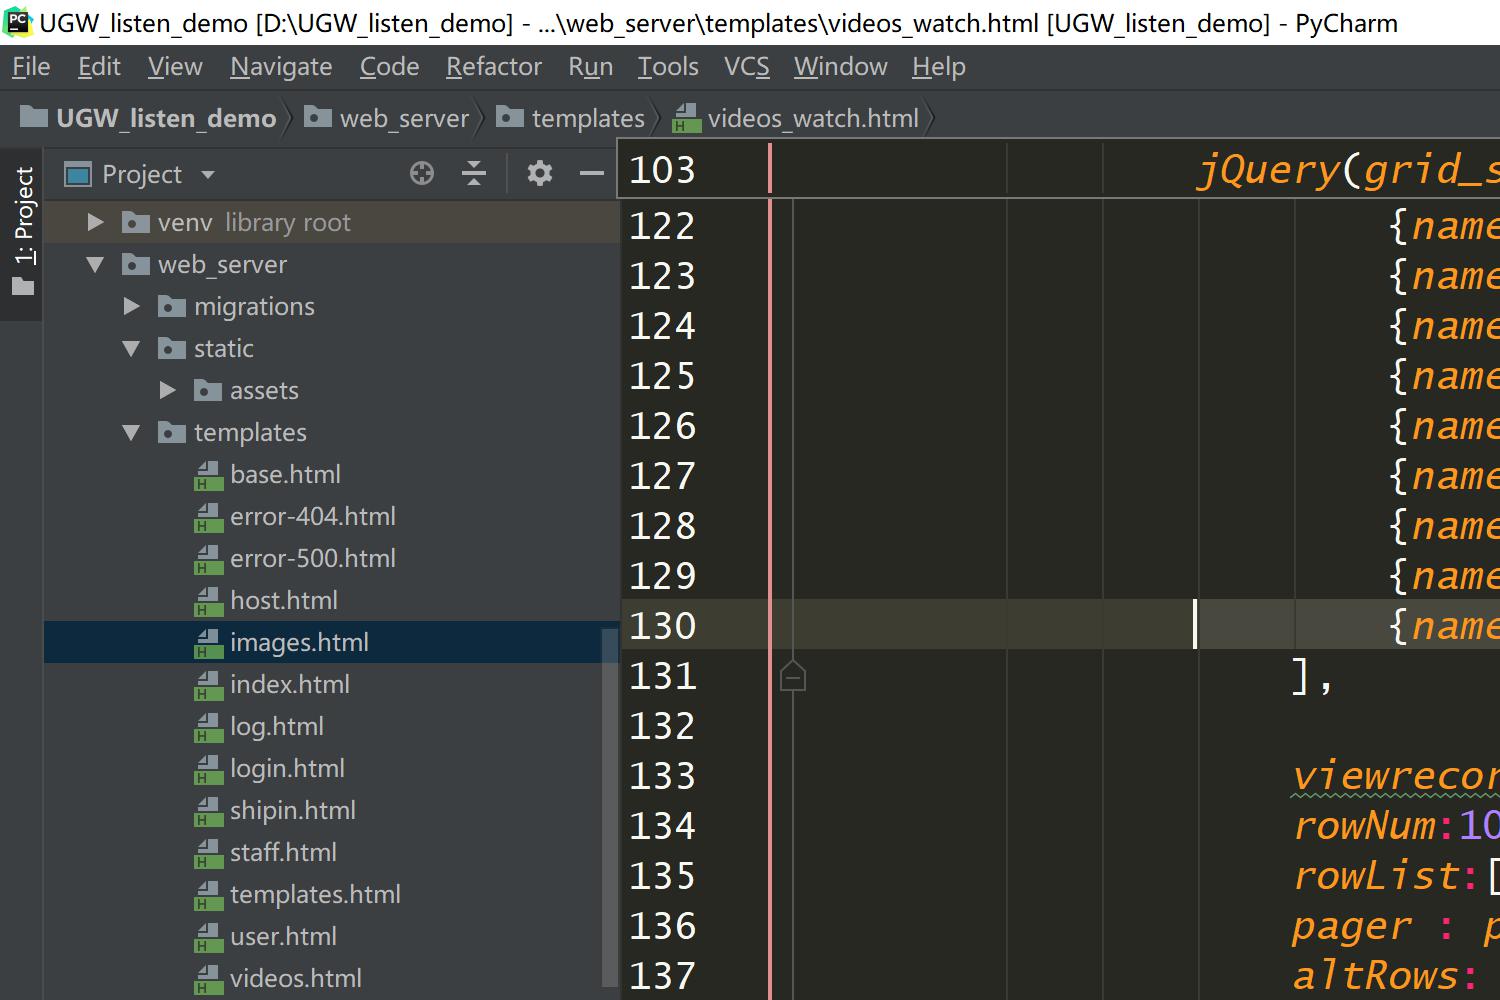 PC UGW_listen_demo [D:\UGW_listen_demo] - ...\web_server\templates\videos_watch.html [UGW_listen_demo] - PyCharm
File Edit View Navigate Code Refactor Run Tools VCS Window Help
UGW_listen_demo web_server templates H videos_watch.html
1: Project
Project
venv library root
web_server
migrations
static
assets
templates
H base.html
H error-404.html
H error-500.html
H host.html
H images.html
H index.html
H log.html
H login.html
H shipin.html
H staff.html
H templates.html
H user.html
H videos.html
103 jQuery(grid_s
122 {name
123 {name
124 {name
125 {name
126 {name
127 {name
128 {name
129 {name
130 {name
131 ],
132
133 viewrecor
134 rowNum:10
135 rowList:[
136 pager : p
137 altRows: